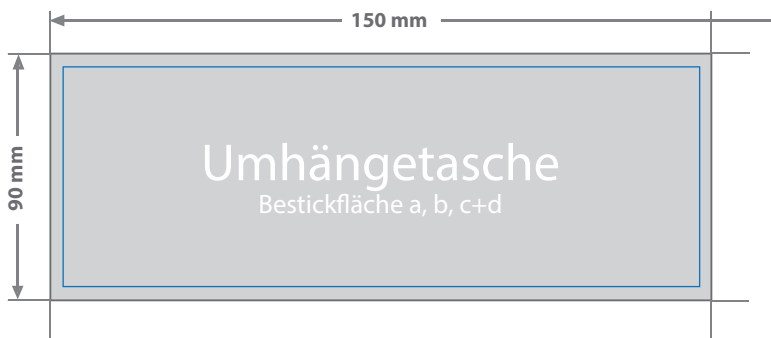 150 mm
90 mm
Umhängetasche
Bestickfläche a, b, c+d